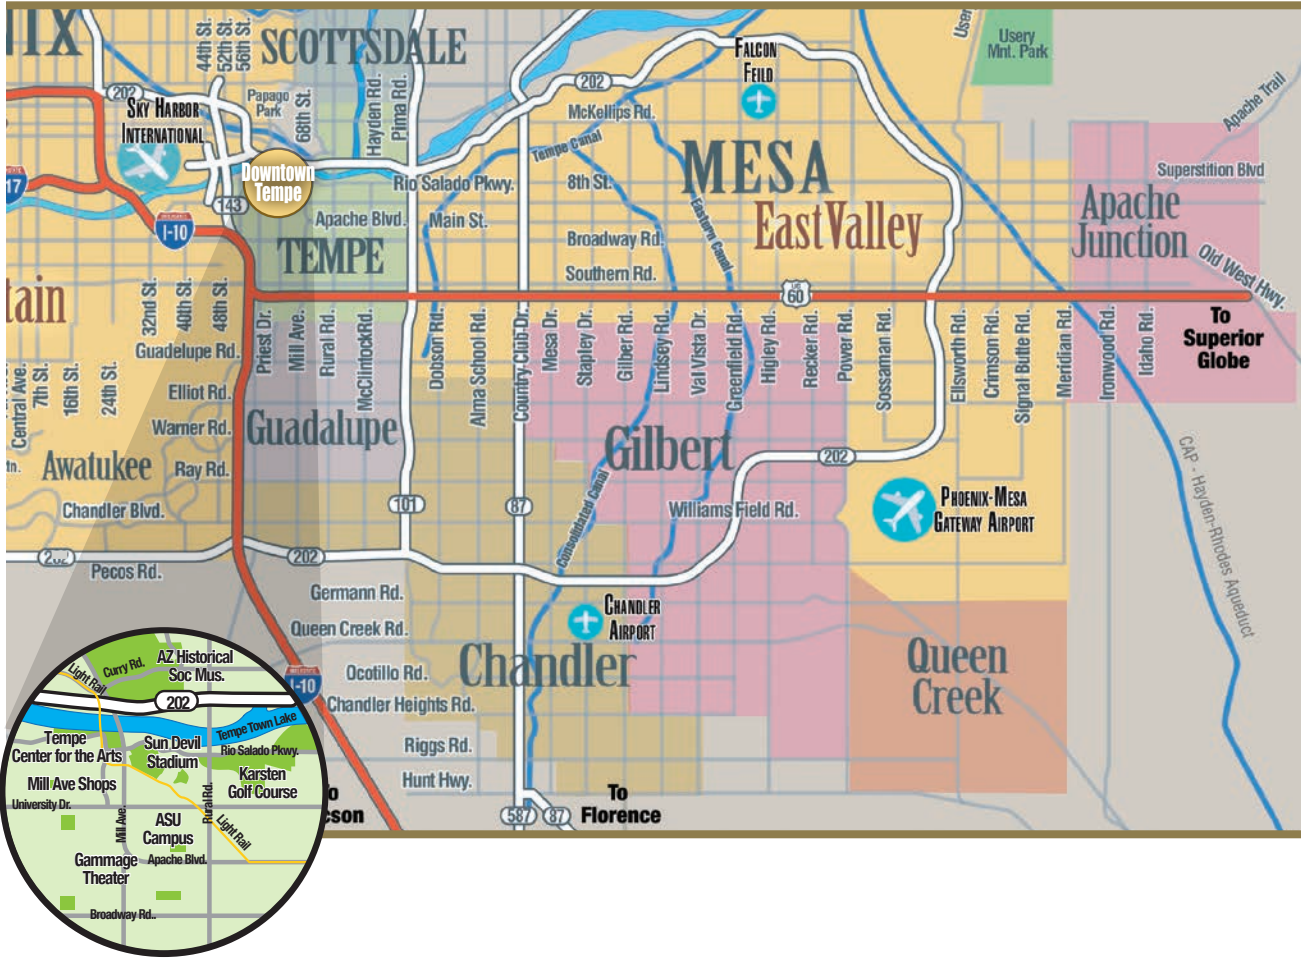 44th St.
52th St.
56th St.
SCOTTSDALE
FALCON
FEILD
Usery
Mnt. Park
User
202
Papago
Park
68th St.
Hayden Rd.
Pima Rd.
202
SKY HARBOR
INTERNATIONAL
McKellips Rd.
Apache Trail
Tempe Canal
MESA
17
Downtown
Tempe
Rio Salado Pkwy.
8th St.
Superstition Blvd
143
Apache Blvd.
Main St.
Eastern Canal
EastValley
Apache
Junction
I-10
TEMPE
Broadway Rd.
Southern Rd.
Old West Hwy.
60
tain
32nd St.
40th St.
48th St.
Priest Dr.
Mill Ave.
Rural Rd.
McClintockRd.
Dobson Rd.
Alma School Rd.
Country Club Dr.
Mesa Dr.
Stapley Dr.
Gilber Rd.
Lindsey Rd.
Val Vista Dr.
Greenfield Rd.
Higley Rd.
Recker Rd.
Power Rd.
Sossaman Rd.
Ellsworth Rd.
Crimson Rd.
Signal Butte Rd.
Meridian Rd.
Ironwood Rd.
Idaho Rd.
To
Superior
Globe
Guadelupe Rd.
Central Ave.
7th St.
16th St.
24th St.
Elliot Rd.
Warner Rd.
Guadalupe
Gilbert
Awatukee
Ray Rd.
202
CAP - Hayden-Rhodes Aqueduct
Chandler Blvd.
101
87
Consolidated Canal
Williams Field Rd.
PHOENIX-MESA
GATEWAY AIRPORT
202
202
Pecos Rd.
Germann Rd.
Queen Creek Rd.
CHANDLER
AIRPORT
Chandler
Queen
Creek
Ocotillo Rd.
I-10
Chandler Heights Rd.
Riggs Rd.
Hunt Hwy.
To
Florence
587
87
cson
Light Rail
Curry Rd.
AZ Historical
Soc Mus.
202
Tempe Town Lake
Tempe
Center for the Arts
Sun Devil
Stadium
Rio Salado Pkwy.
Mill Ave Shops
Karsten
Golf Course
University Dr.
Mill Ave.
Rural Rd.
ASU
Campus
Light Rail
Gammage
Theater
Apache Blvd.
Broadway Rd..